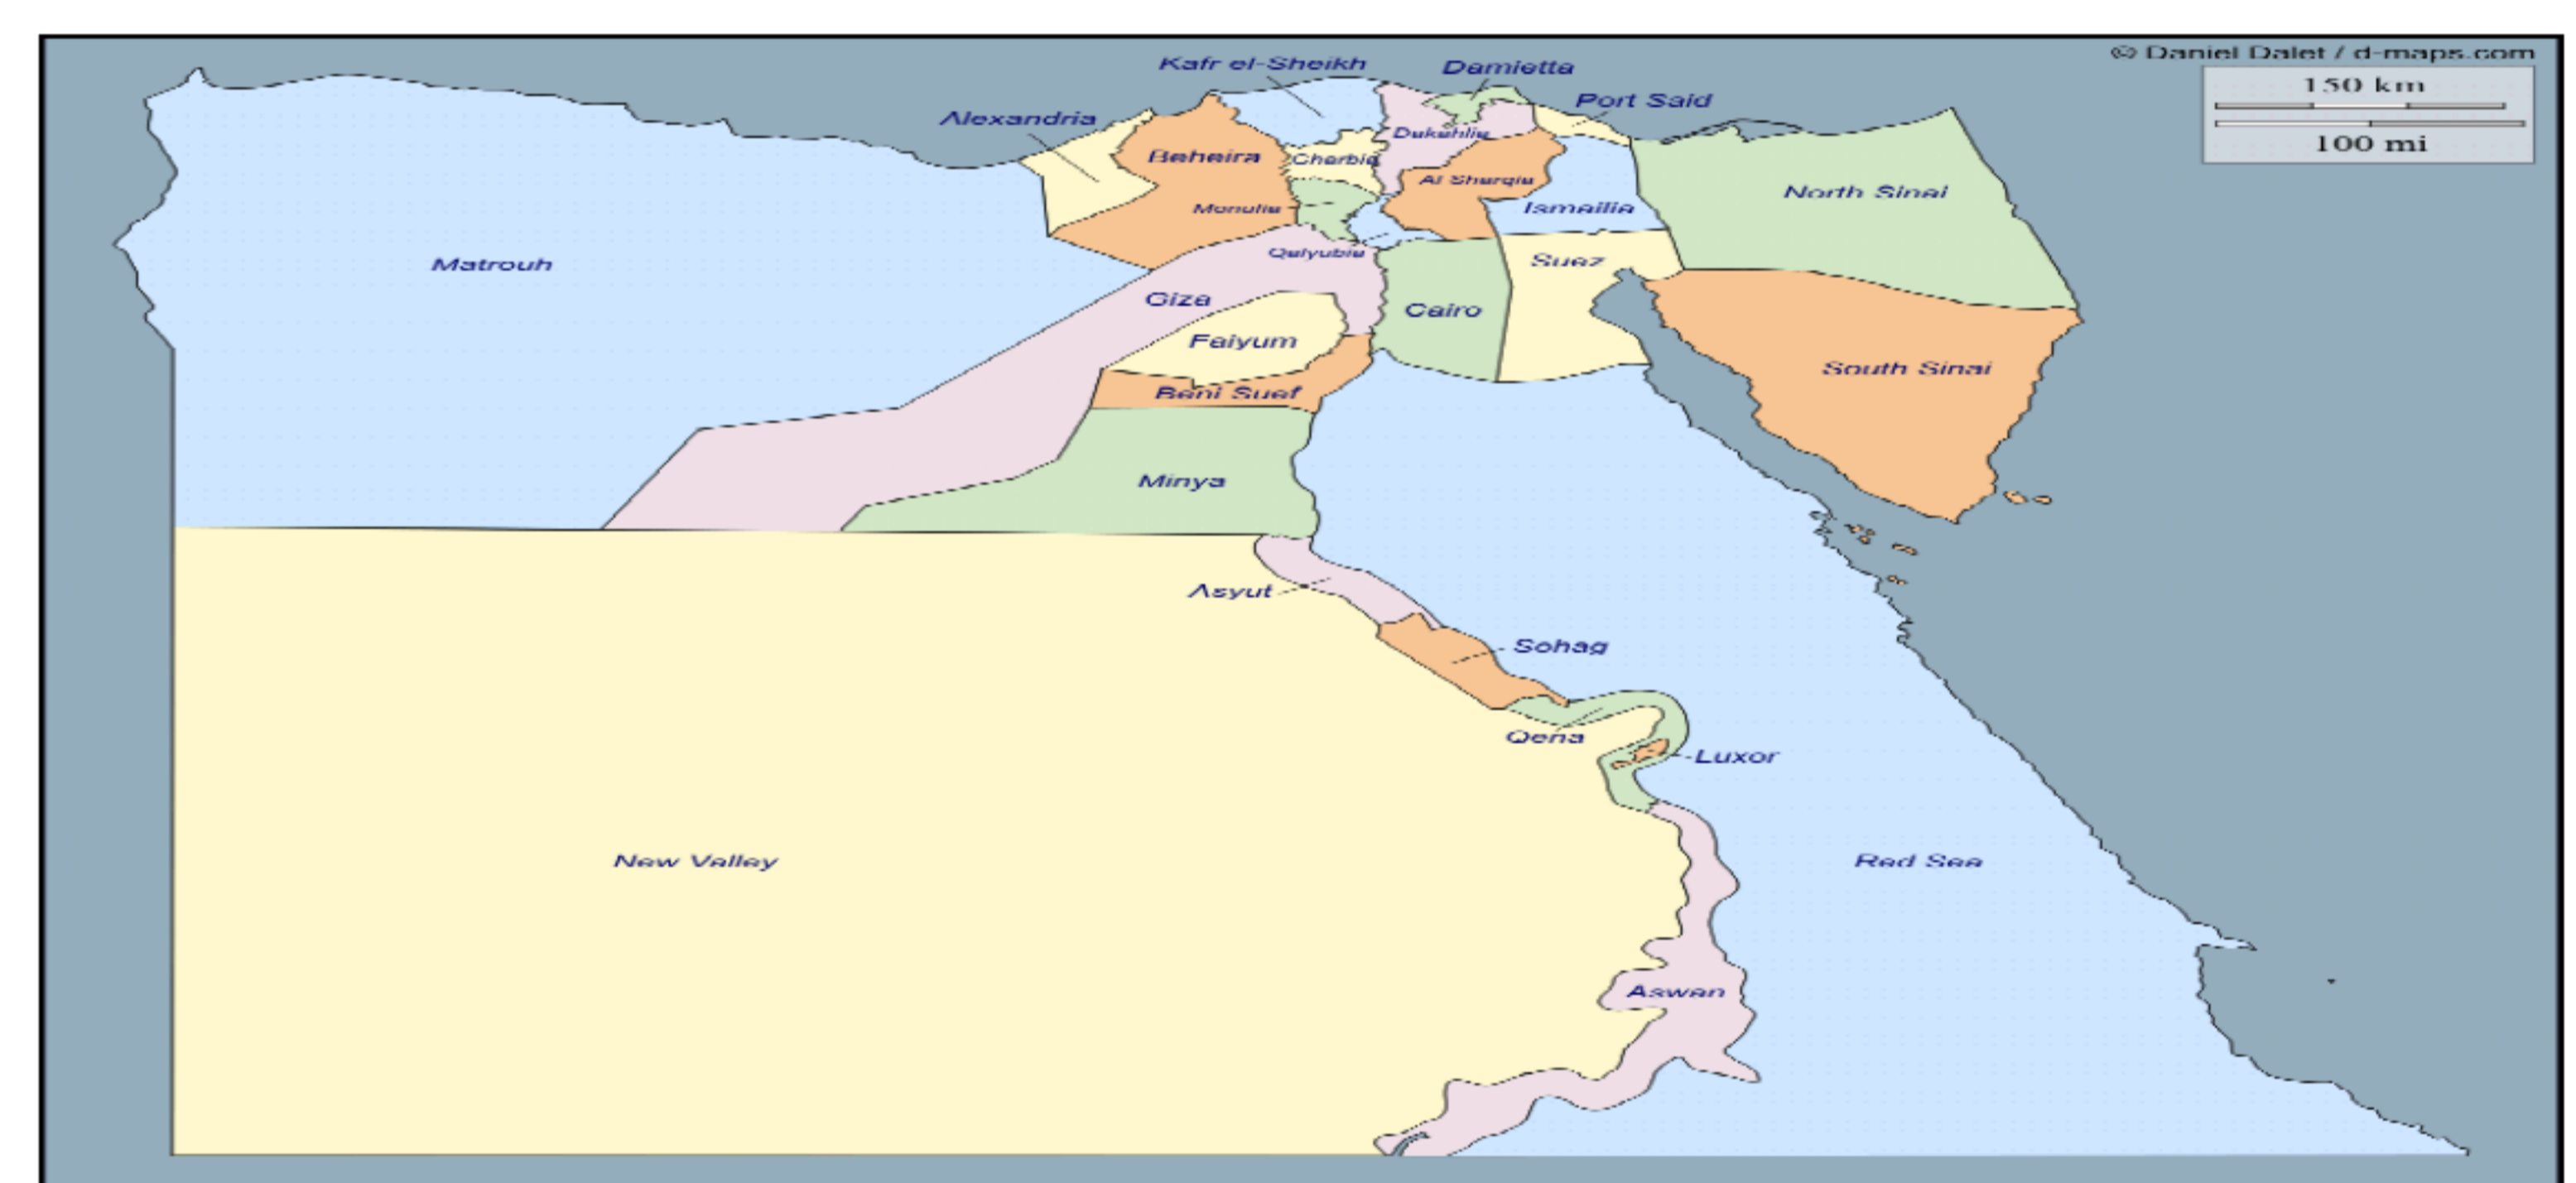 © Daniel Dalet / d-maps.com
150 km
100 mi
Kafr el-Sheikh
Damietta
Port Said
Alexandria
Dakahlia
Beheira
Gharbia
Al Sharqia
North Sinai
Monufia
Ismailia
Qalyubia
Suez
Matrouh
Giza
Cairo
Faiyum
South Sinai
Beni Suef
Minya
Asyut
Sohag
Qena
Luxor
New Valley
Red Sea
Aswan